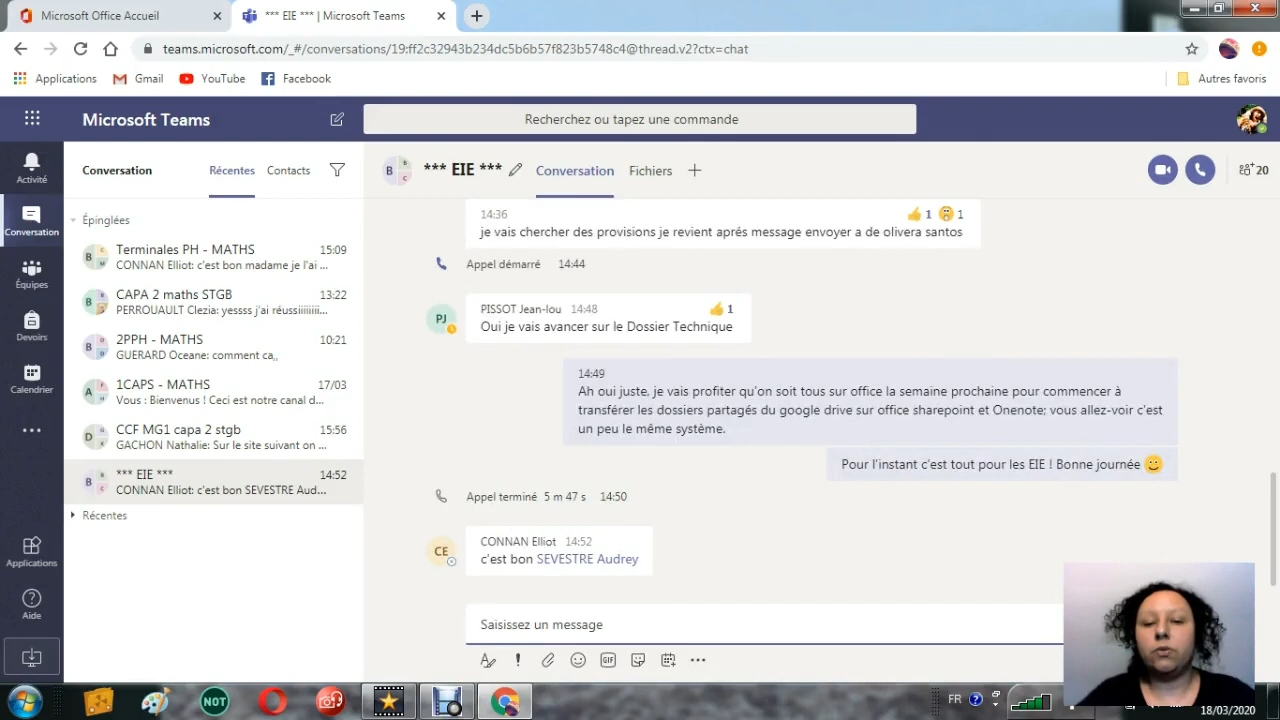 Microsoft Office Accueil
*** EIE *** | Microsoft Teams
teams.microsoft.com/_#/conversations/19:ff2c32943b234dc5b6b57f823b5748c4@thread.v2?ctx=chat
Applications
Gmail
YouTube
Facebook
Autres favoris
Microsoft Teams
Recherchez ou tapez une commande
Activité
Conversation
Équipes
Devoirs
Calendrier
Applications
Aide
Conversation
Récentes
Contacts
Épinglées
Terminales PH - MATHS 15:09
CONNAN Elliot: c'est bon madame je l'ai ...
CAPA 2 maths STGB 13:22
PERROUAULT Clezia: yessss j'ai réussiiiiiii...
2PPH - MATHS 10:21
GUERARD Oceane: comment ca,,
1CAPS - MATHS 17/03
Vous : Bienvenus ! Ceci est notre canal d...
CCF MG1 capa 2 stgb 15:56
GACHON Nathalie: Sur le site suivant on ...
*** EIE *** 14:52
CONNAN Elliot: c'est bon SEVESTRE Aud...
Récentes
*** EIE ***
Conversation
Fichiers
20
14:36
1 1
je vais chercher des provisions je revient aprés message envoyer a de olivera santos
Appel démarré 14:44
PJ
PISSOT Jean-lou 14:48
1
Oui je vais avancer sur le Dossier Technique
14:49
Ah oui juste, je vais profiter qu'on soit tous sur office la semaine prochaine pour commencer à
transférer les dossiers partagés du google drive sur office sharepoint et Onenote; vous allez-voir c'est
un peu le même système.
Pour l'instant c'est tout pour les EIE ! Bonne journée
Appel terminé 5 m 47 s 14:50
CE
CONNAN Elliot 14:52
c'est bon SEVESTRE Audrey
Saisissez un message
GIF
NOT
FR
18/03/2020